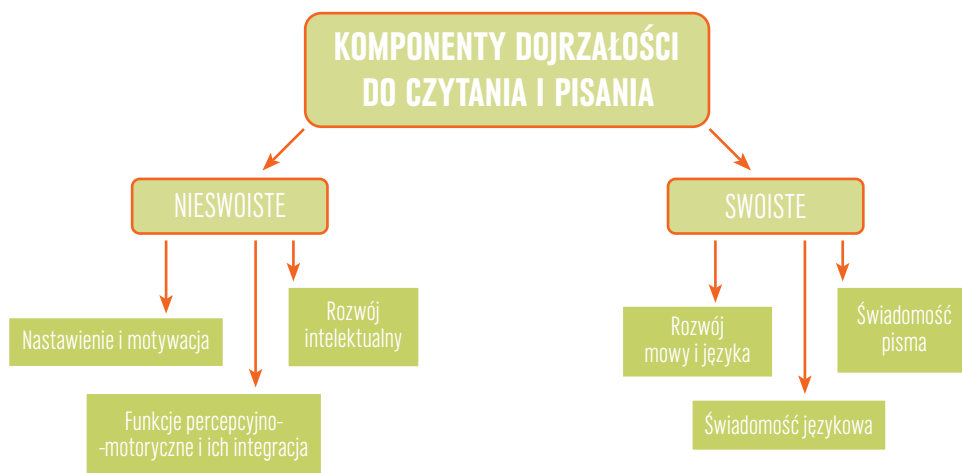 KOMPONENTY DOJRZAŁOŚCI
DO CZYTANIA I PISANIA
NIESWOISTE
SWOISTE
Nastawienie i motywacja
Funkcje percepcyjno-
-motoryczne i ich integracja
Rozwój
intelektualny
Rozwój
mowy i języka
Świadomość językowa
Świadomość
pisma